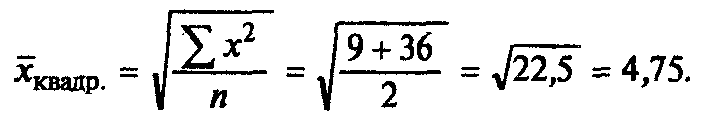 x̄квадр. = √(∑x²/n) = √((9 + 36)/2) = √22,5 = 4,75.